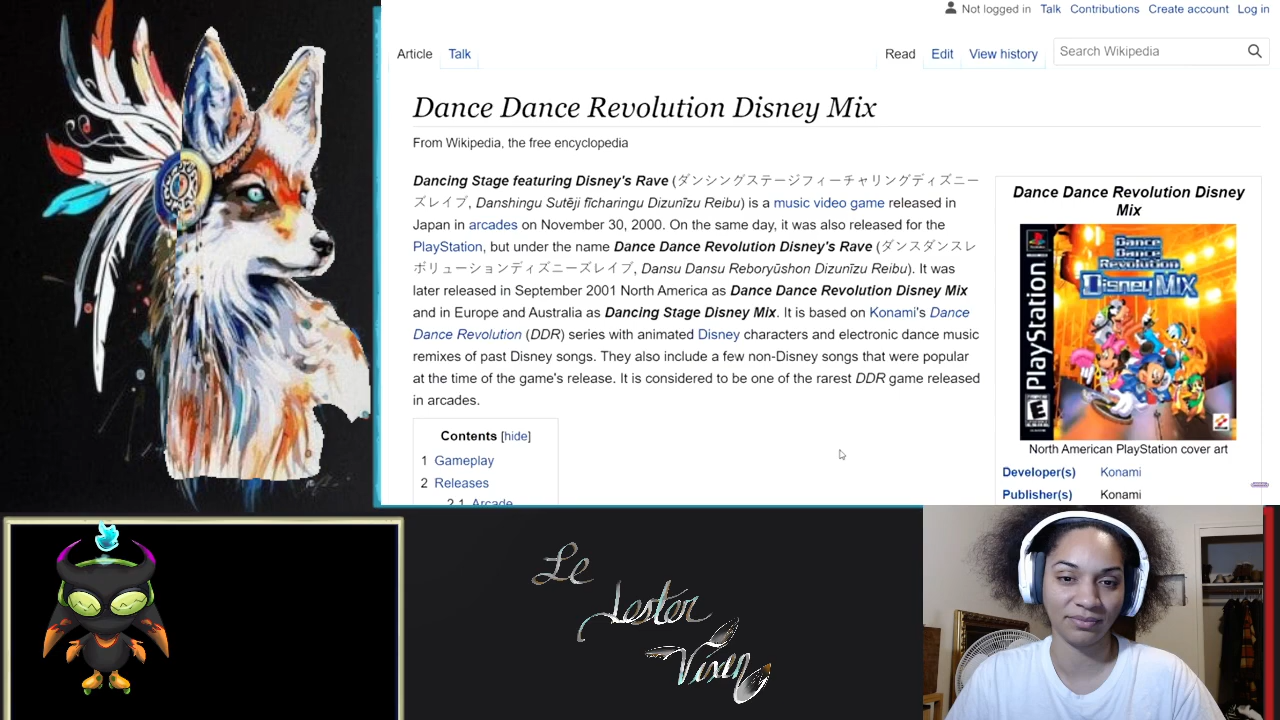 Not logged in Talk Contributions Create account Log in
Article Talk Read Edit View history Search Wikipedia
Dance Dance Revolution Disney Mix
From Wikipedia, the free encyclopedia
Dancing Stage featuring Disney's Rave (ダンシングステージフィーチャリングディズニー
ズレイブ, Danshingu Sutēji fīcharingu Dizunīzu Reibu) is a music video game released in
Japan in arcades on November 30, 2000. On the same day, it was also released for the
PlayStation, but under the name Dance Dance Revolution Disney's Rave (ダンスダンスレ
ボリューションディズニーズレイブ, Dansu Dansu Reboryūshon Dizunīzu Reibu). It was
later released in September 2001 North America as Dance Dance Revolution Disney Mix
and in Europe and Australia as Dancing Stage Disney Mix. It is based on Konami's Dance
Dance Revolution (DDR) series with animated Disney characters and electronic dance music
remixes of past Disney songs. They also include a few non-Disney songs that were popular
at the time of the game's release. It is considered to be one of the rarest DDR game released
in arcades.
Contents [hide]
1 Gameplay
2 Releases
2.1 Arcade
Dance Dance Revolution Disney
Mix
PlayStation
Dance
Dance
Revolution
Disney Mix
E
North American PlayStation cover art
Developer(s) Konami
Publisher(s) Konami
Le
Lester
Vixen